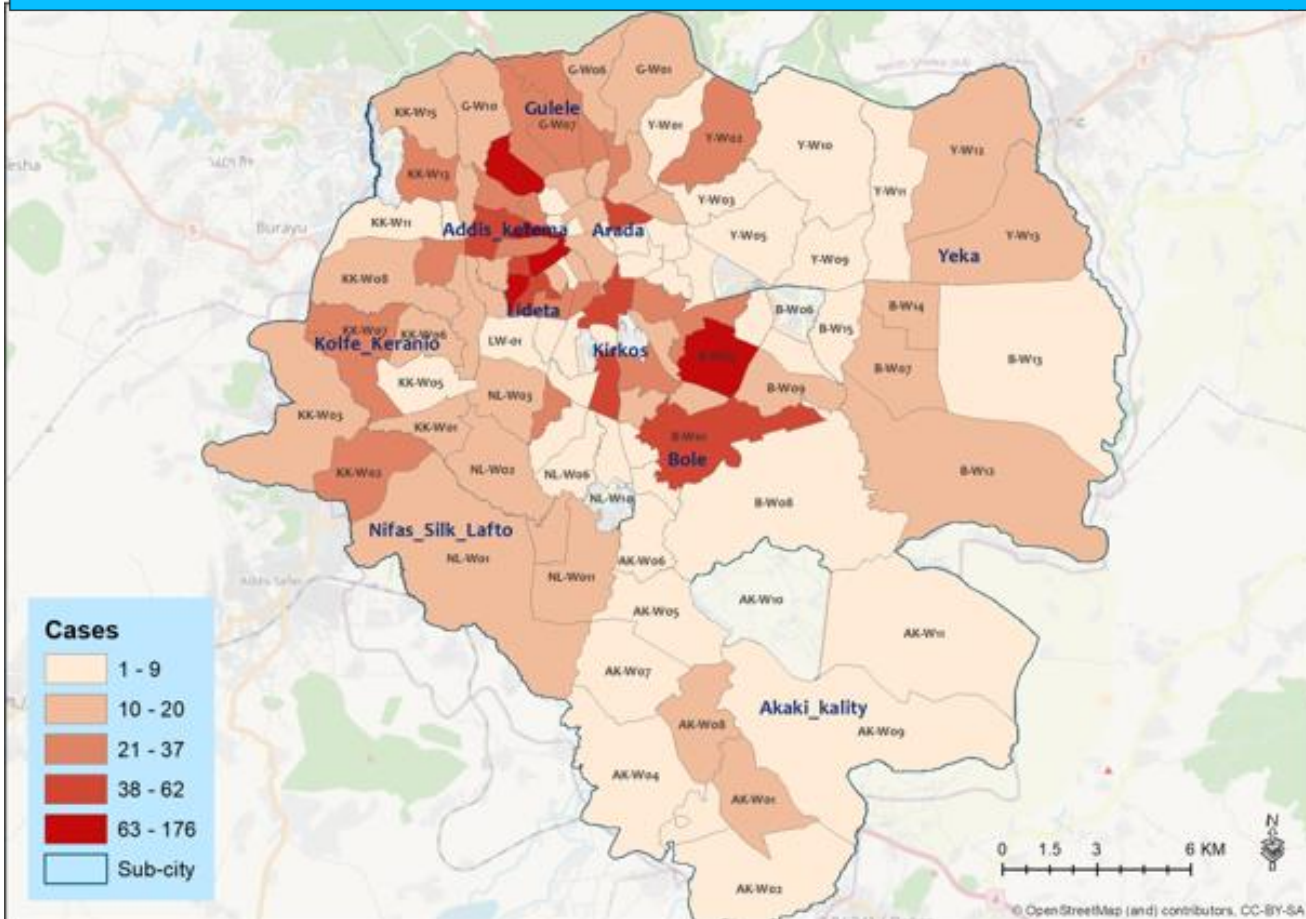 G-W06
G-W01
KK-W15
G-W10
Gulele
G-W07
Y-W01
Y-W02
Y-W10
Y-W12
KK-W13
Y-W03
Y-W11
KK-W11
Burayu
Addis_ketema
Arada
Y-W05
Y-W13
Y-W09
Yeka
KK-W08
B-W06
B-W14
B-W15
KK-W07
KK-W06
Kolfe_Keranio
Lideta
LW-01
Kirkos
B-W13
B-W07
KK-W05
B-W09
NL-W03
KK-W03
KK-W01
Bole
KK-W02
NL-W02
NL-W06
B-W12
NL-W10
B-W08
Nifas_Silk_Lafto
NL-W01
AK-W06
NL-W011
AK-W10
AK-W05
AK-W11
AK-W07
Akaki_kality
AK-W08
AK-W09
AK-W04
AK-W01
AK-W02
Cases
1 - 9
10 - 20
21 - 37
38 - 62
63 - 176
Sub-city
N
0 1.5 3 6 KM
© OpenStreetMap (and) contributors, CC-BY-SA